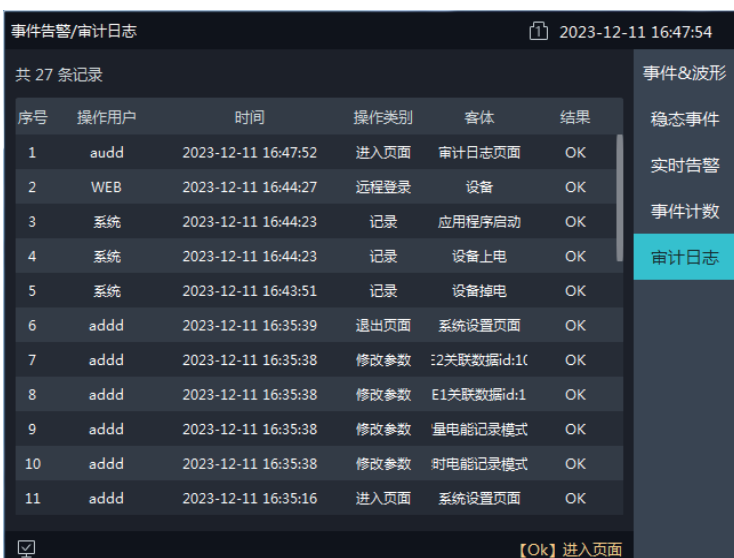 事件告警/审计日志 1 2023-12-11 16:47:54
共 27 条记录
序号 操作用户 时间 操作类别 客体 结果
1 audd 2023-12-11 16:47:52 进入页面 审计日志页面 OK
2 WEB 2023-12-11 16:44:27 远程登录 设备 OK
3 系统 2023-12-11 16:44:23 记录 应用程序启动 OK
4 系统 2023-12-11 16:44:23 记录 设备上电 OK
5 系统 2023-12-11 16:43:51 记录 设备掉电 OK
6 addd 2023-12-11 16:35:39 退出页面 系统设置页面 OK
7 addd 2023-12-11 16:35:38 修改参数 2关联数据id:1 OK
8 addd 2023-12-11 16:35:38 修改参数 E1关联数据id:1 OK
9 addd 2023-12-11 16:35:38 修改参数 量电能记录模式 OK
10 addd 2023-12-11 16:35:38 修改参数 时电能记录模式 OK
11 addd 2023-12-11 16:35:16 进入页面 系统设置页面 OK
事件&波形
稳态事件
实时告警
事件计数
审计日志
【Ok】进入页面